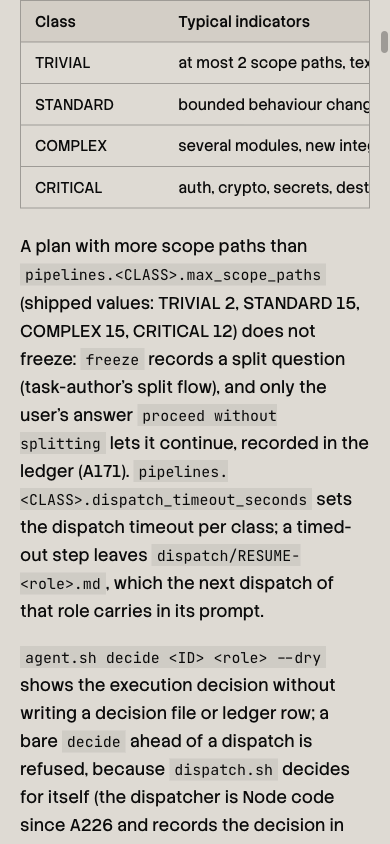 Class Typical indicators
TRIVIAL at most 2 scope paths,
STANDARD bounded behaviour
COMPLEX several modules, new
CRITICAL auth, crypto, secrets,
A plan with more scope paths than
pipelines.<CLASS>.max_scope_paths
(shipped values: TRIVIAL 2, STANDARD 15,
COMPLEX 15, CRITICAL 12) does not
freeze: freeze records a split question
(task-author’s split flow), and only the
user’s answer proceed without
splitting lets it continue, recorded in the
ledger (A171). pipelines.
<CLASS>.dispatch_timeout_seconds sets
the dispatch timeout per class; a timed-
out step leaves dispatch/RESUME-
<role>.md, which the next dispatch of
that role carries in its prompt.
agent.sh decide <ID> <role> --dry
shows the execution decision without
writing a decision file or ledger row; a
bare decide ahead of a dispatch is
refused, because dispatch.sh decides
for itself (the dispatcher is Node code
since A226 and records the decision in